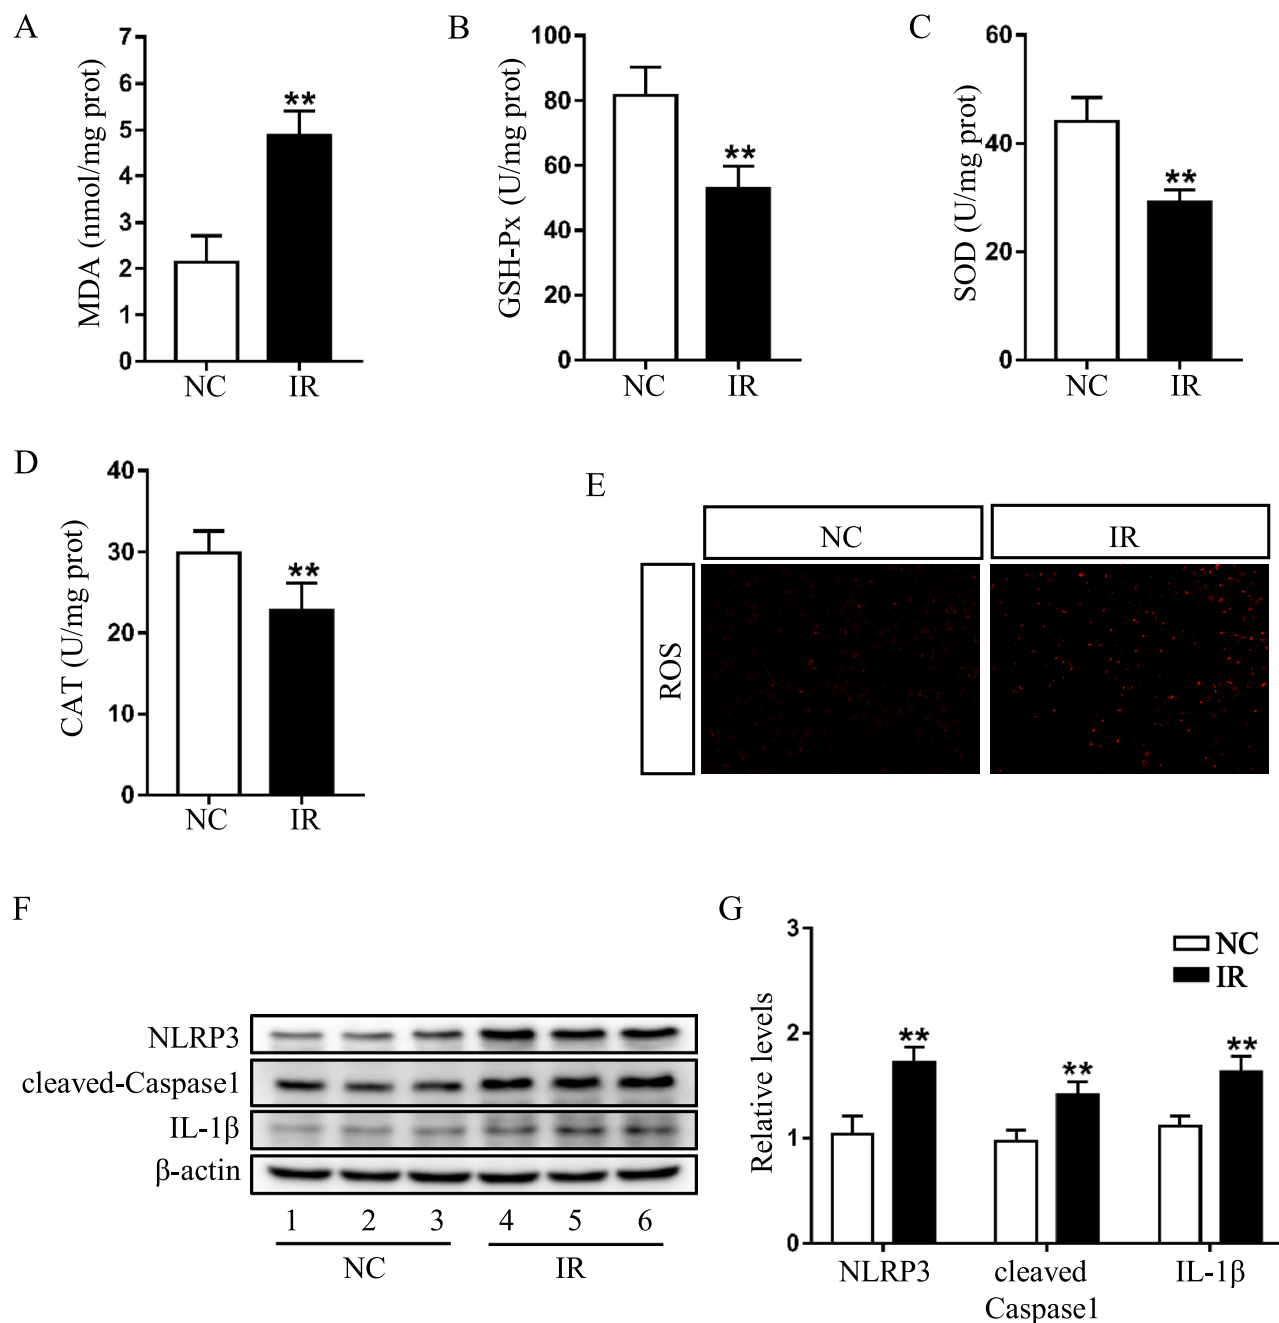 A
MDA (nmol/mg prot)
7
6
5
4
3
2
1
0
**
NC
IR
B
GSH-Px (U/mg prot)
100
80
60
40
20
0
**
NC
IR
C
SOD (U/mg prot)
60
40
20
0
**
NC
IR
D
CAT (U/mg prot)
40
30
20
10
0
**
NC
IR
E
NC
IR
ROS
F
NLRP3
cleaved-Caspase1
IL-1β
β-actin
1 2 3 4 5 6
NC IR
G
Relative levels
3
2
1
0
NC
IR
**
**
**
NLRP3
cleaved
Caspase1
IL-1β